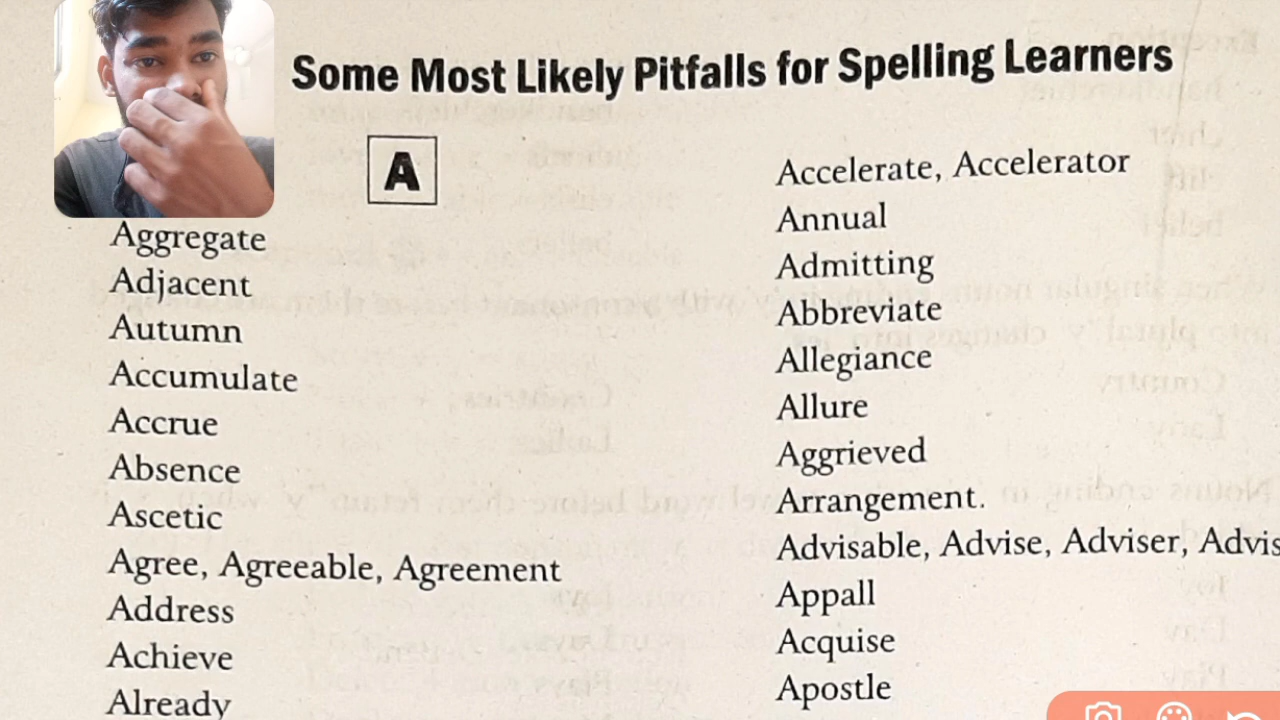 Some Most Likely Pitfalls for Spelling Learners
A
Aggregate
Adjacent
Autumn
Accumulate
Accrue
Absence
Ascetic
Agree, Agreeable, Agreement
Address
Achieve
Already
Accelerate, Accelerator
Annual
Admitting
Abbreviate
Allegiance
Allure
Aggrieved
Arrangement.
Advisable, Advise, Adviser, Advis
Appall
Acquise
Apostle